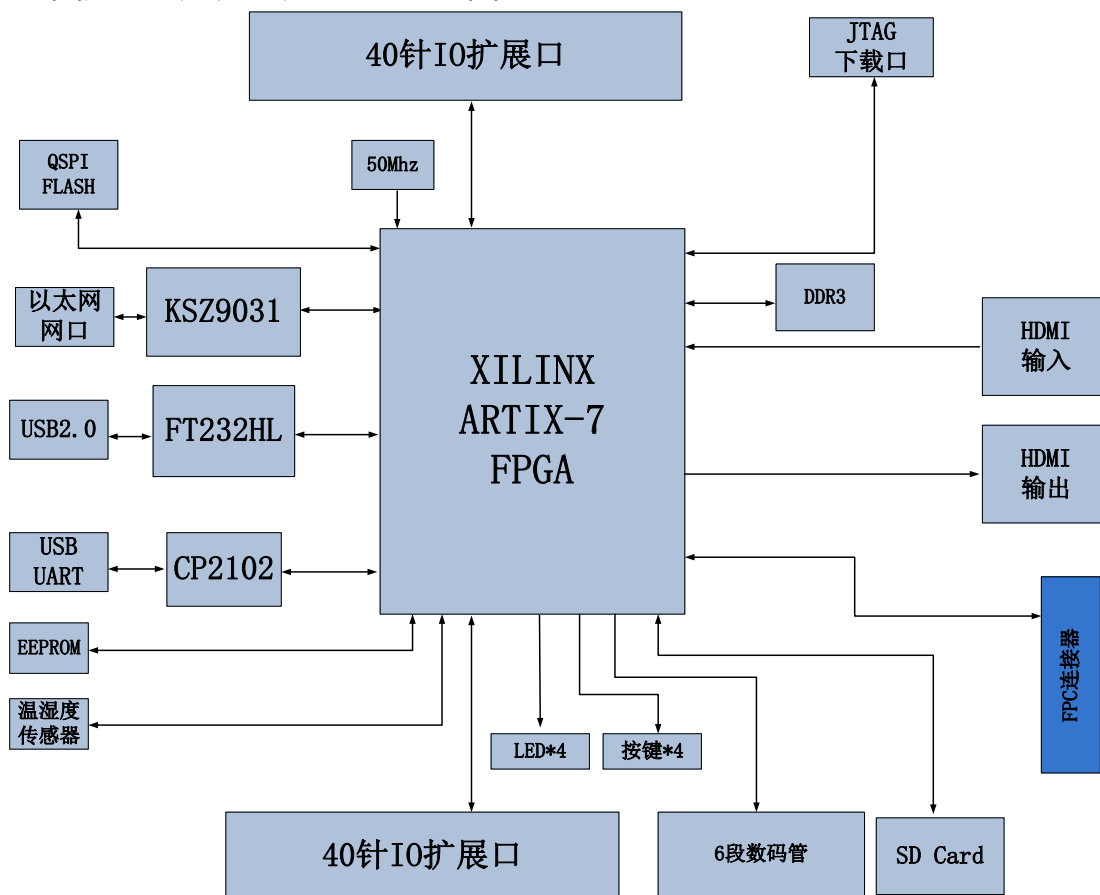 40针IO扩展口
JTAG
下载口
QSPI
FLASH
50Mhz
以太网
网口
KSZ9031
DDR3
HDMI
输入
XILINX
ARTIX-7
FPGA
USB2.0
FT232HL
HDMI
输出
USB
UART
CP2102
FPC连接器
EEPROM
温湿度
传感器
LED*4
按键*4
40针IO扩展口
6段数码管
SD Card